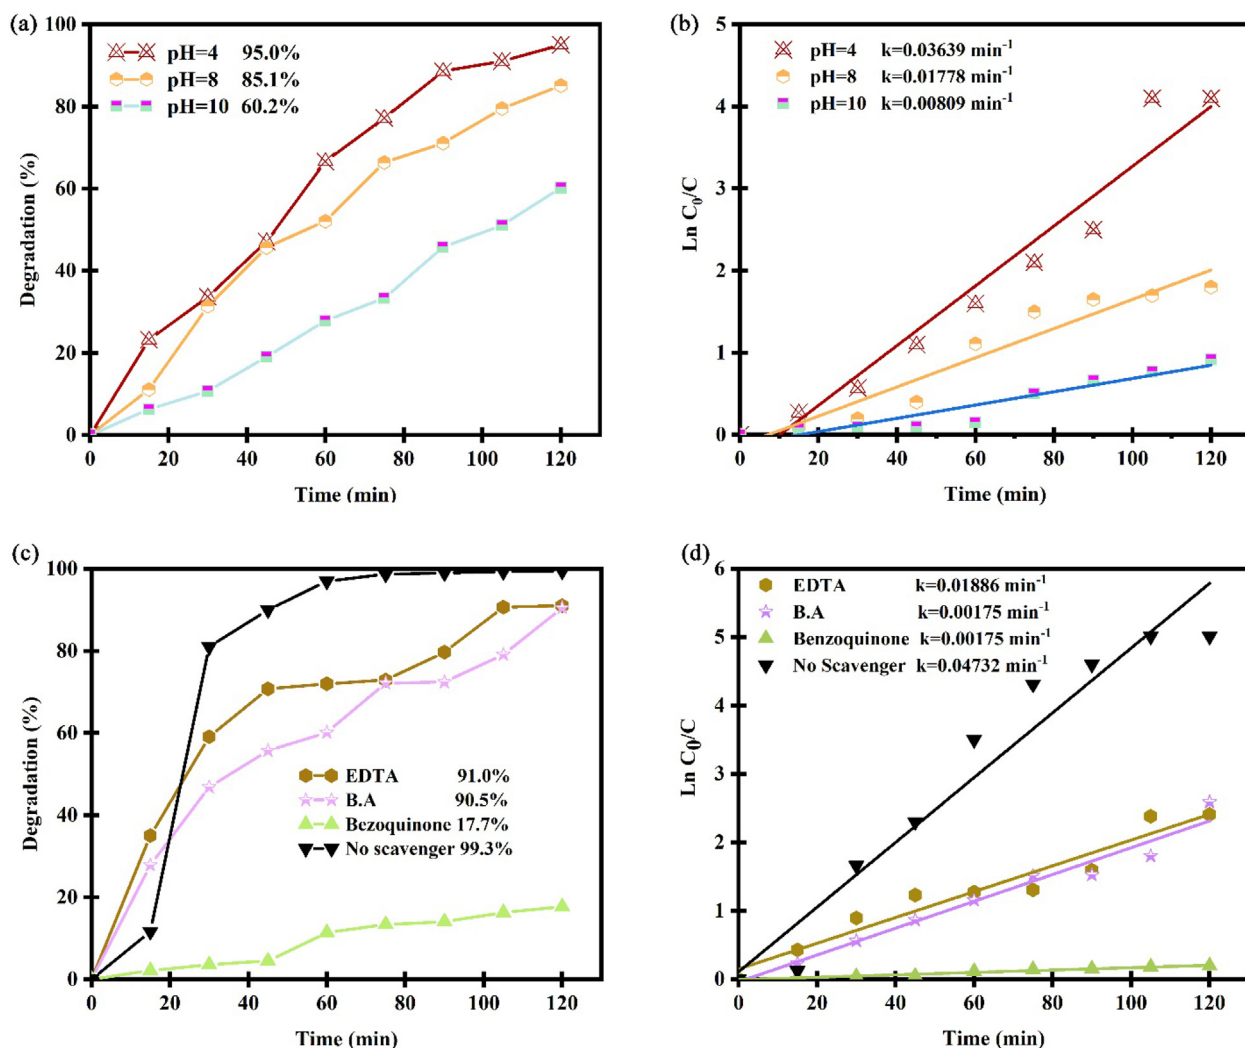 (a)
100
80
60
40
20
0
Degradation (%)
pH=4 95.0%
pH=8 85.1%
pH=10 60.2%
0 20 40 60 80 100 120
Time (min)
(b)
5
4
3
2
1
0
Ln C0/C
pH=4 k=0.03639 min-1
pH=8 k=0.01778 min-1
pH=10 k=0.00809 min-1
0 20 40 60 80 100 120
Time (min)
(c)
100
80
60
40
20
0
Degradation (%)
EDTA 91.0%
B.A 90.5%
Bezoquinone 17.7%
No scavenger 99.3%
0 20 40 60 80 100 120
Time (min)
(d)
6
5
4
3
2
1
0
Ln C0/C
EDTA k=0.01886 min-1
B.A k=0.00175 min-1
Benzoquinone k=0.00175 min-1
No Scavenger k=0.04732 min-1
20 40 60 80 100 120
Time (min)